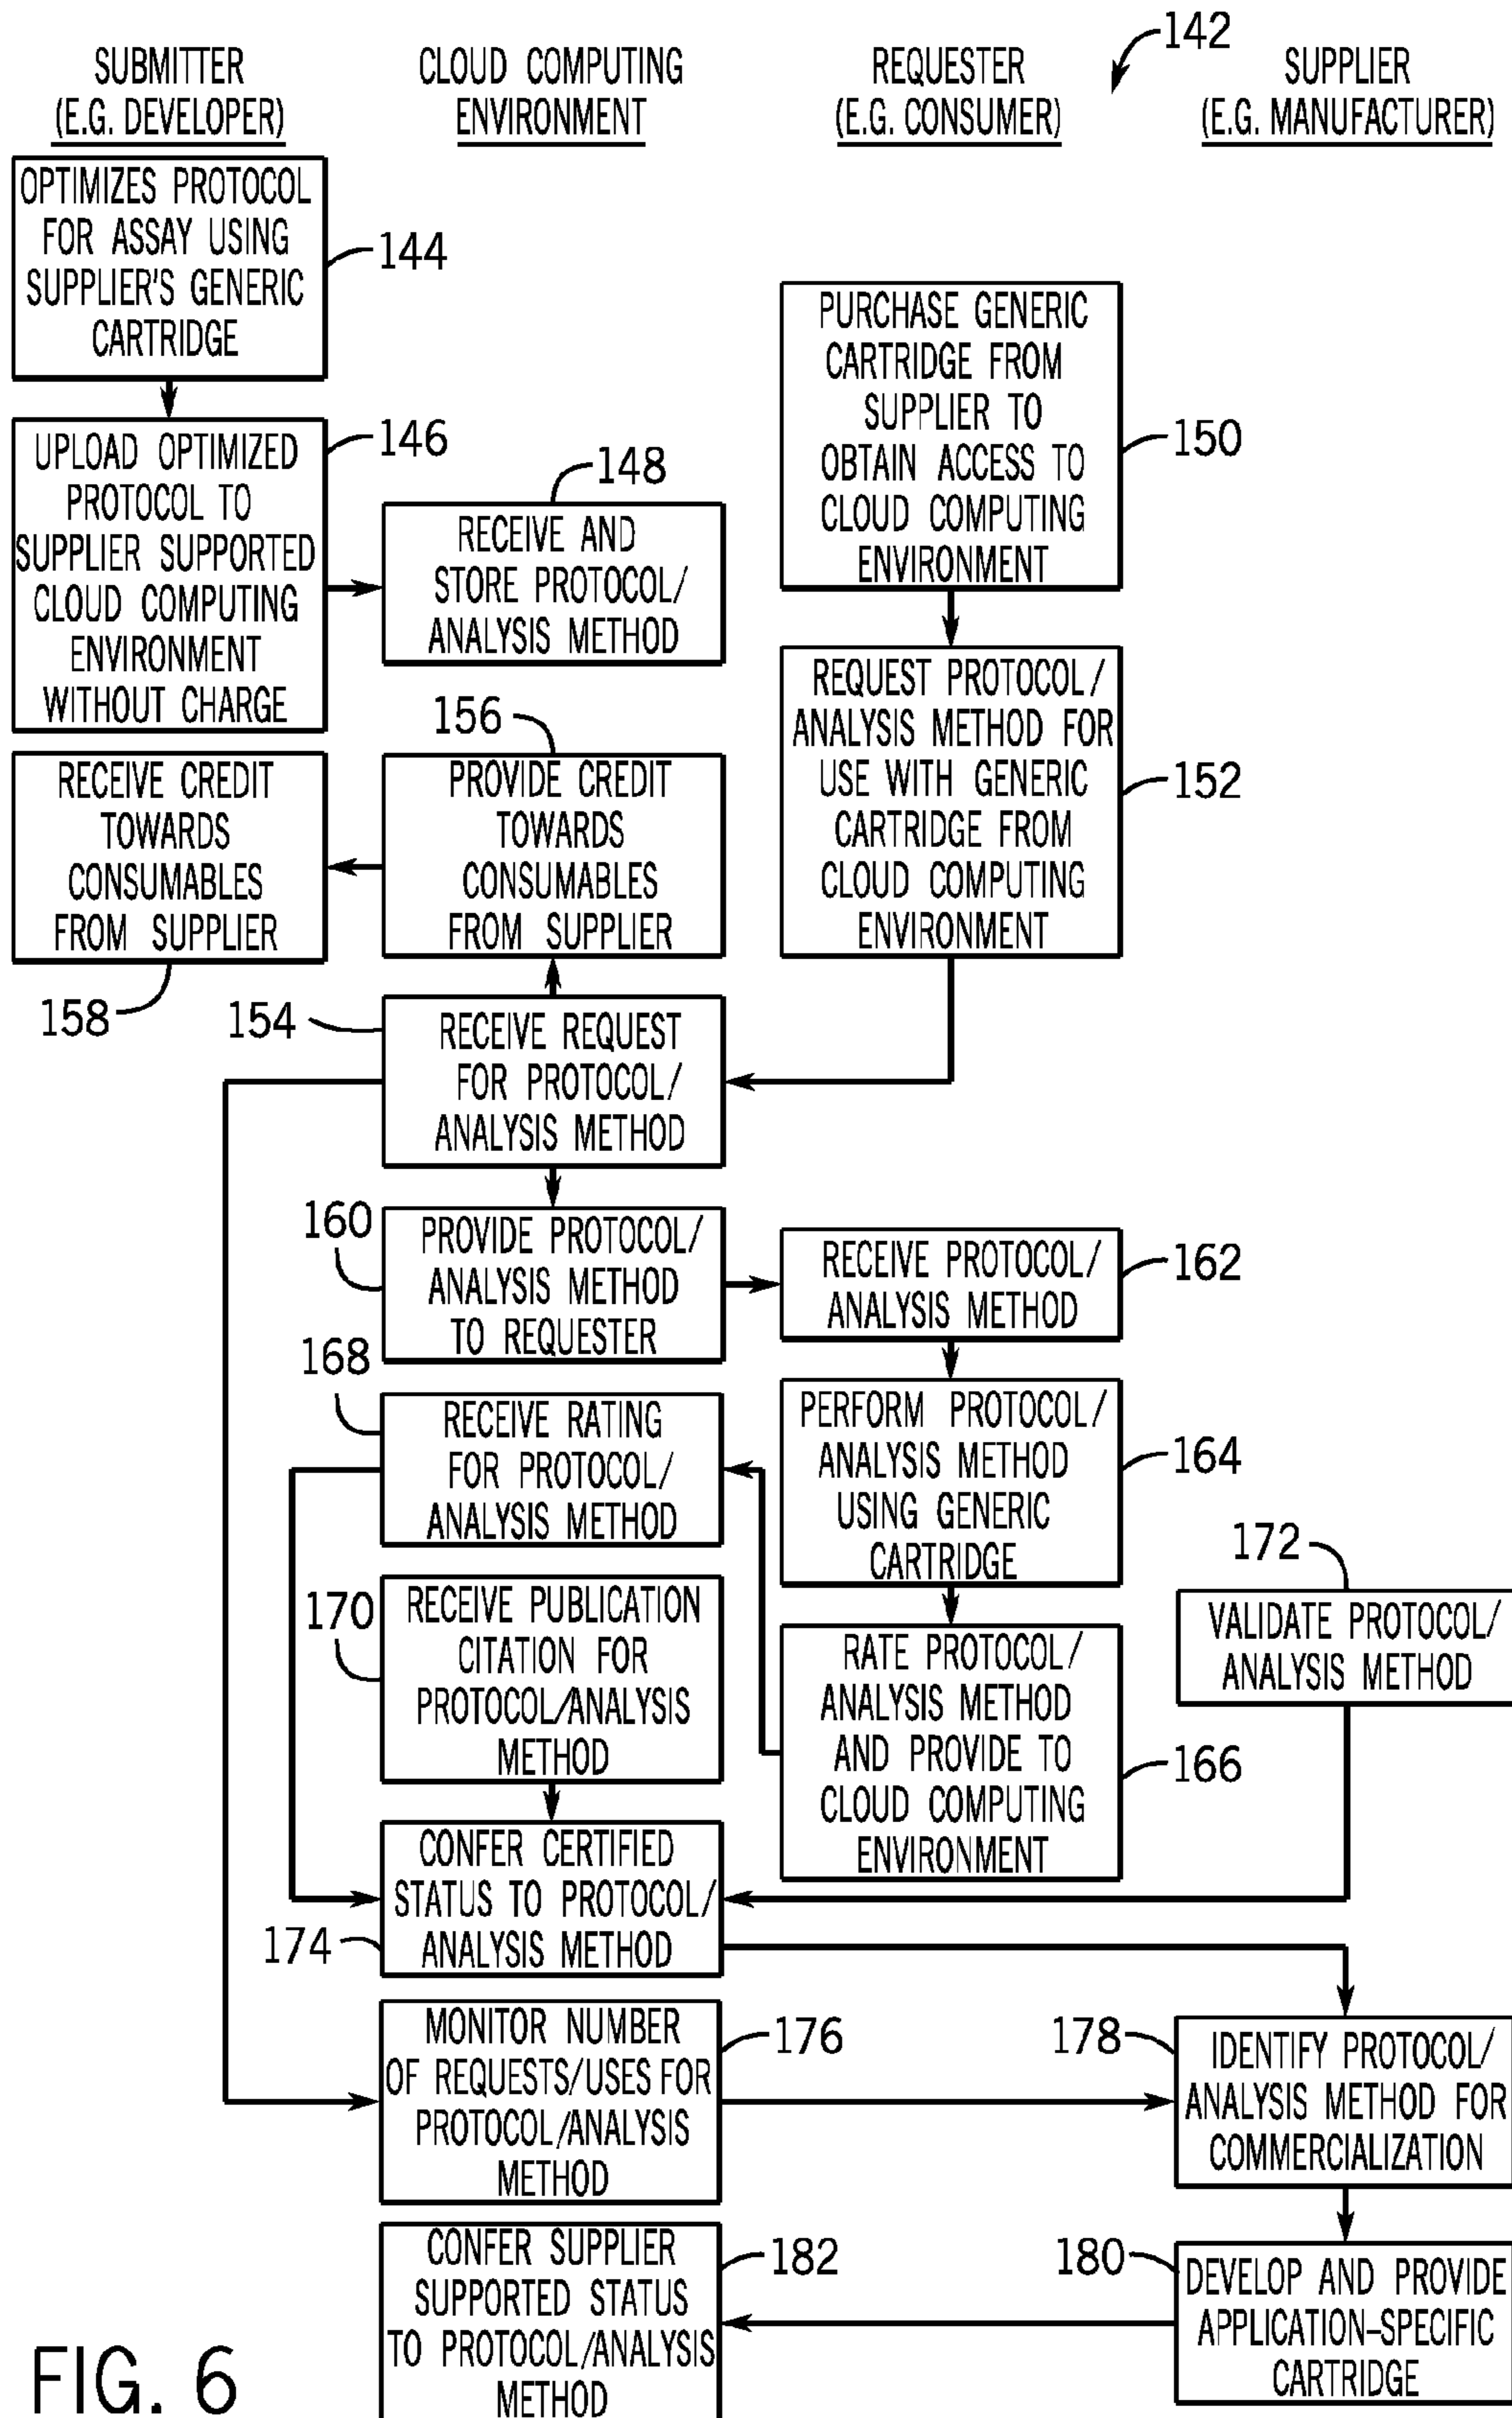 142
SUBMITTER
(E.G. DEVELOPER)
CLOUD COMPUTING
ENVIRONMENT
REQUESTER
(E.G. CONSUMER)
SUPPLIER
(E.G. MANUFACTURER)
OPTIMIZES PROTOCOL
FOR ASSAY USING
SUPPLIER'S GENERIC
CARTRIDGE
144
UPLOAD OPTIMIZED
PROTOCOL TO
SUPPLIER SUPPORTED
CLOUD COMPUTING
ENVIRONMENT
WITHOUT CHARGE
146
148
RECEIVE AND
STORE PROTOCOL/
ANALYSIS METHOD
PURCHASE GENERIC
CARTRIDGE FROM
SUPPLIER TO
OBTAIN ACCESS TO
CLOUD COMPUTING
ENVIRONMENT
150
REQUEST PROTOCOL/
ANALYSIS METHOD FOR
USE WITH GENERIC
CARTRIDGE FROM
CLOUD COMPUTING
ENVIRONMENT
152
156
PROVIDE CREDIT
TOWARDS
CONSUMABLES
FROM SUPPLIER
RECEIVE CREDIT
TOWARDS
CONSUMABLES
FROM SUPPLIER
158
154
RECEIVE REQUEST
FOR PROTOCOL/
ANALYSIS METHOD
160
PROVIDE PROTOCOL/
ANALYSIS METHOD
TO REQUESTER
RECEIVE PROTOCOL/
ANALYSIS METHOD
162
168
RECEIVE RATING
FOR PROTOCOL/
ANALYSIS METHOD
PERFORM PROTOCOL/
ANALYSIS METHOD
USING GENERIC
CARTRIDGE
164
170
RECEIVE PUBLICATION
CITATION FOR
PROTOCOL/ANALYSIS
METHOD
RATE PROTOCOL/
ANALYSIS METHOD
AND PROVIDE TO
CLOUD COMPUTING
ENVIRONMENT
166
172
VALIDATE PROTOCOL/
ANALYSIS METHOD
CONFER CERTIFIED
STATUS TO PROTOCOL/
ANALYSIS METHOD
174
MONITOR NUMBER
OF REQUESTS/USES FOR
PROTOCOL/ANALYSIS
METHOD
176
178
IDENTIFY PROTOCOL/
ANALYSIS METHOD FOR
COMMERCIALIZATION
CONFER SUPPLIER
SUPPORTED STATUS
TO PROTOCOL/ANALYSIS
METHOD
182
180
DEVELOP AND PROVIDE
APPLICATION-SPECIFIC
CARTRIDGE
FIG. 6